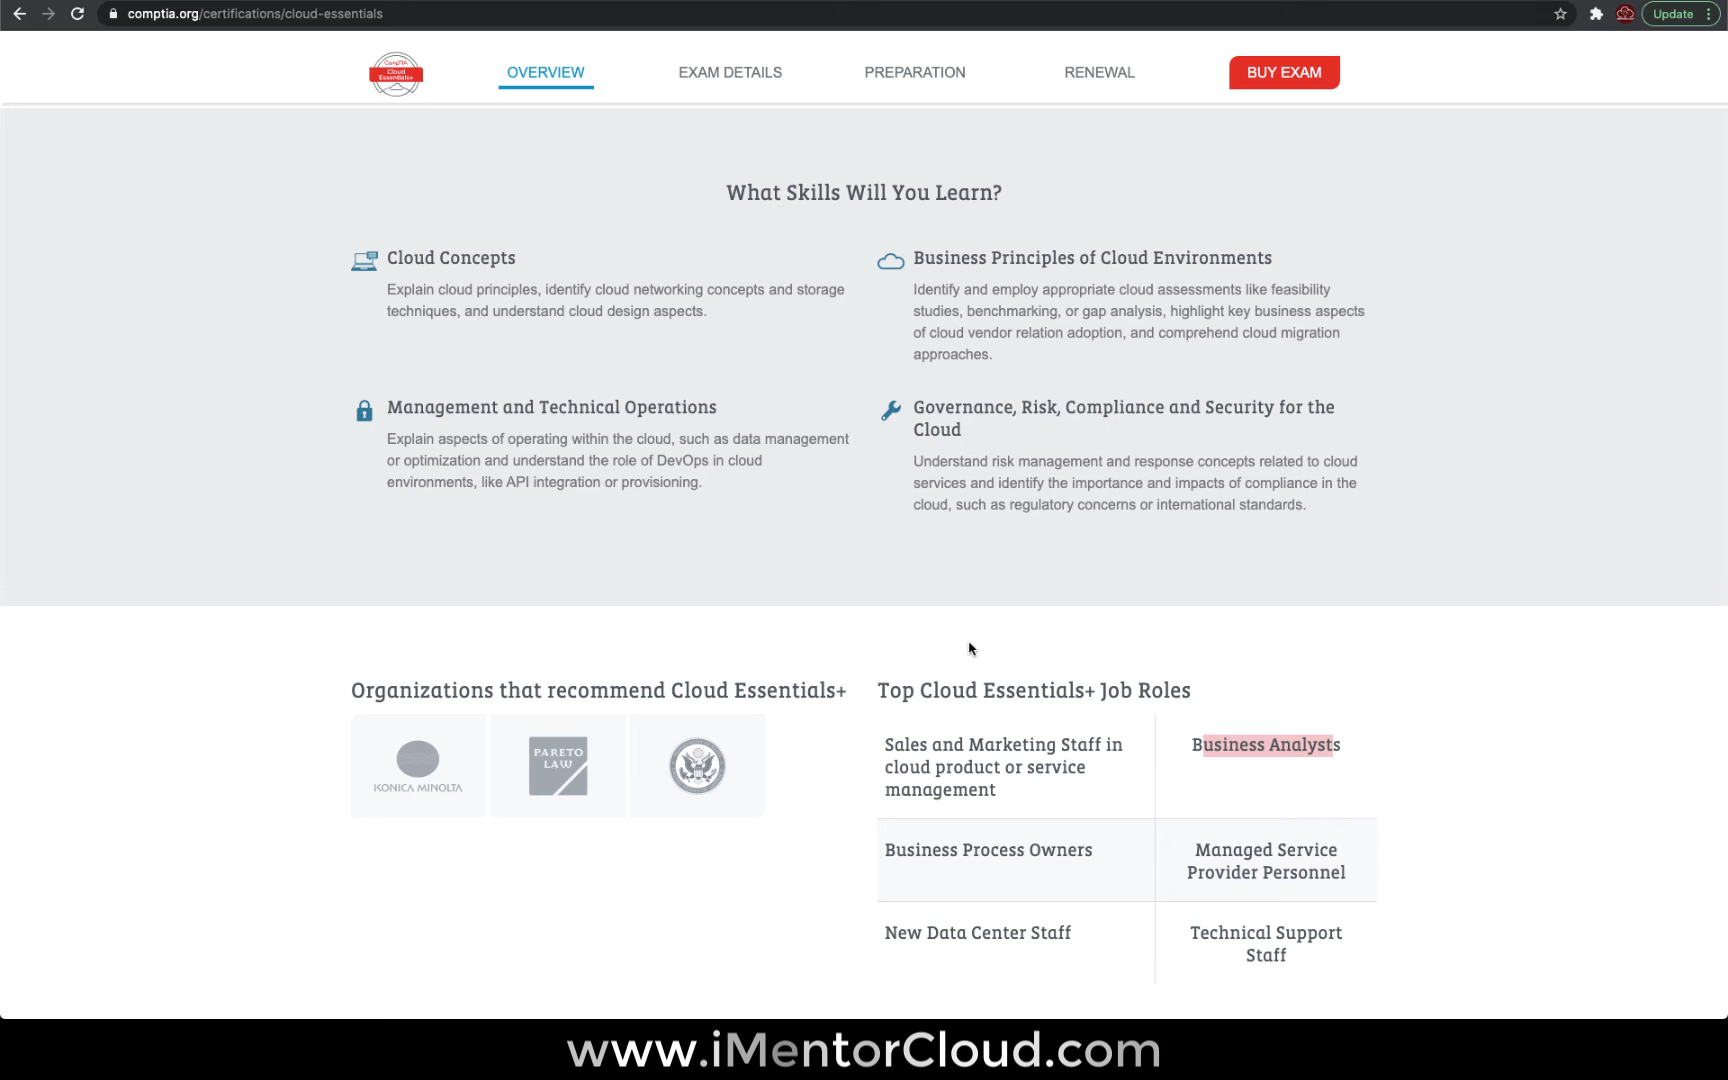 comptia.org/certifications/cloud-essentials
Update
CompTIA
Cloud
Essentials+
OVERVIEW
EXAM DETAILS
PREPARATION
RENEWAL
BUY EXAM
What Skills Will You Learn?
Cloud Concepts
Explain cloud principles, identify cloud networking concepts and storage
techniques, and understand cloud design aspects.
Business Principles of Cloud Environments
Identify and employ appropriate cloud assessments like feasibility
studies, benchmarking, or gap analysis, highlight key business aspects
of cloud vendor relation adoption, and comprehend cloud migration
approaches.
Management and Technical Operations
Explain aspects of operating within the cloud, such as data management
or optimization and understand the role of DevOps in cloud
environments, like API integration or provisioning.
Governance, Risk, Compliance and Security for the
Cloud
Understand risk management and response concepts related to cloud
services and identify the importance and impacts of compliance in the
cloud, such as regulatory concerns or international standards.
Organizations that recommend Cloud Essentials+
KONICA MINOLTA
PARETO
LAW
Top Cloud Essentials+ Job Roles
Sales and Marketing Staff in
cloud product or service
management
Business Analysts
Business Process Owners
Managed Service
Provider Personnel
New Data Center Staff
Technical Support
Staff
www.iMentorCloud.com